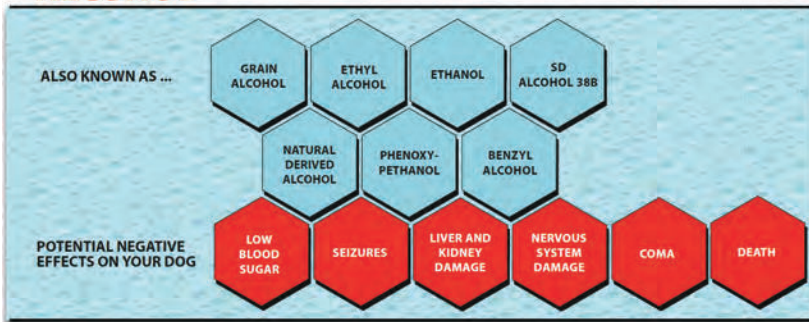 ALSO KNOWN AS ...
GRAIN
ALCOHOL
ETHYL
ALCOHOL
ETHANOL
SD
ALCOHOL 38B
NATURAL
DERIVED
ALCOHOL
PHENOXY-
PETHANOL
BENZYL
ALCOHOL
POTENTIAL NEGATIVE
EFFECTS ON YOUR DOG
LOW
BLOOD
SUGAR
SEIZURES
LIVER AND
KIDNEY
DAMAGE
NERVOUS
SYSTEM
DAMAGE
COMA
DEATH